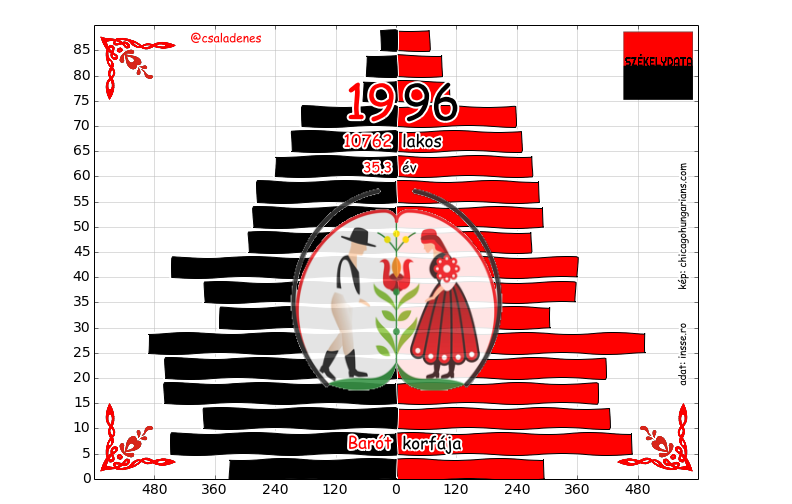 @csaladenes
SZÉKELYDATA
1996
10762 lakos
35.3 év
kép: chicagohungarians.com
adat: insse.ro
Barót korfája
85
80
75
70
65
60
55
50
45
40
35
30
25
20
15
10
5
0
480 360 240 120 0 120 240 360 480